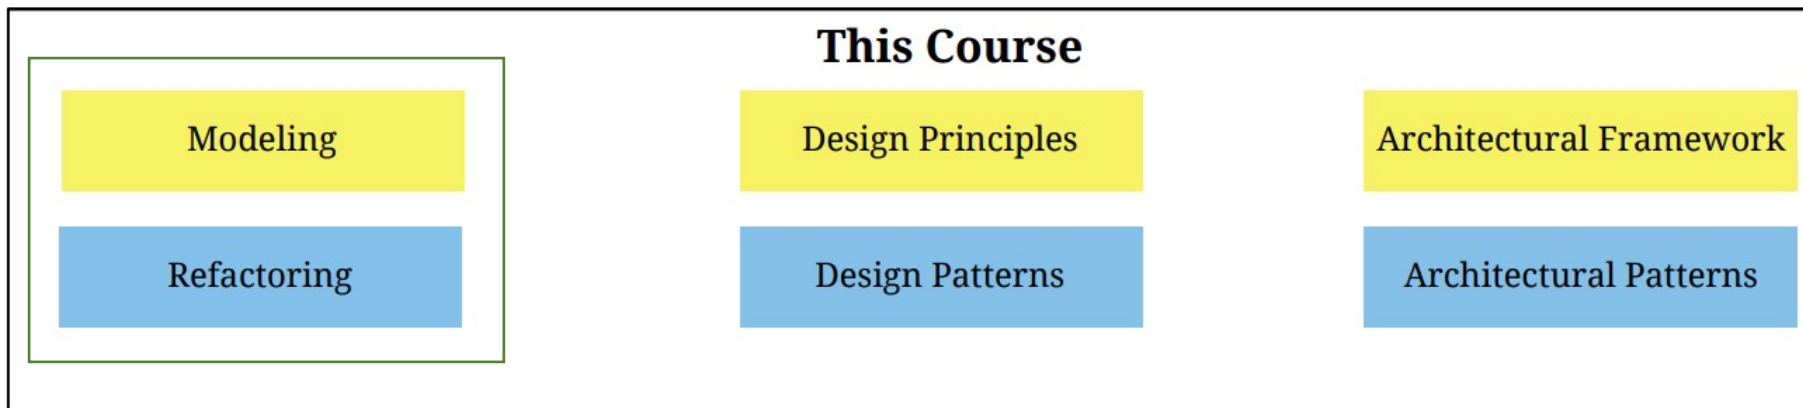 This Course
Modeling
Design Principles
Architectural Framework
Refactoring
Design Patterns
Architectural Patterns